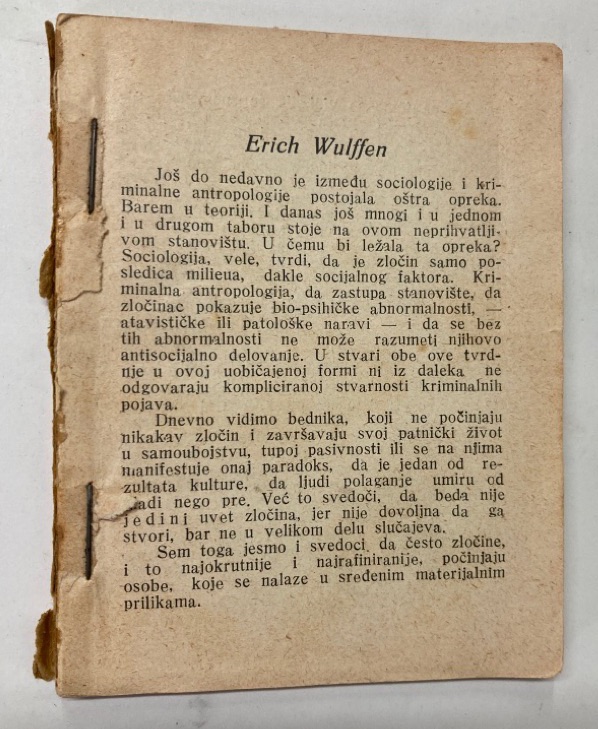 Erich Wulffen
Još do nedavno je između sociologije i kri-
minalne antropologije postojala oštra opreka.
Barem u teoriji. I danas još mnogi i u jednom
i u drugom taboru stoje na ovom neprihvatlji-
vom stanovištu. U čemu bi ležala ta opreka?
Sociologija, vele, tvrdi, da je zločin samo po-
sledica milieua, dakle socijalnog faktora. Kri-
minalna antropologija, da zastupa stanovište, da
zločinac pokazuje bio-psihičke abnormalnosti, —
atavističke ili patološke naravi — i da se bez
tih abnormalnosti ne može razumeti njihovo
antisocijalno delovanje. U stvari obe ove tvrd-
nje u ovoj uobičajenoj formi ni iz daleka ne
odgovaraju kompliciranoj stvarnosti kriminalnih
pojava.
Dnevno vidimo bednika, koji ne počinjaju
nikakav zločin i završavaju svoj patnički život
u samoubojstvu, tupoj pasivnosti ili se na njima
manifestuje onaj paradoks, da je jedan od re-
zultata kulture, da ljudi polaganje umiru od
gladi nego pre. Već to svedoči, da beda nije
jedini uvet zločina, jer nije dovoljna da ga
stvori, bar ne u velikom delu slučajeva.
Sem toga jesmo i svedoci da često zločine,
i to najokrutnije i najrafiniranije, počinjaju
osobe, koje se nalaze u sređenim materijalnim
prilikama.